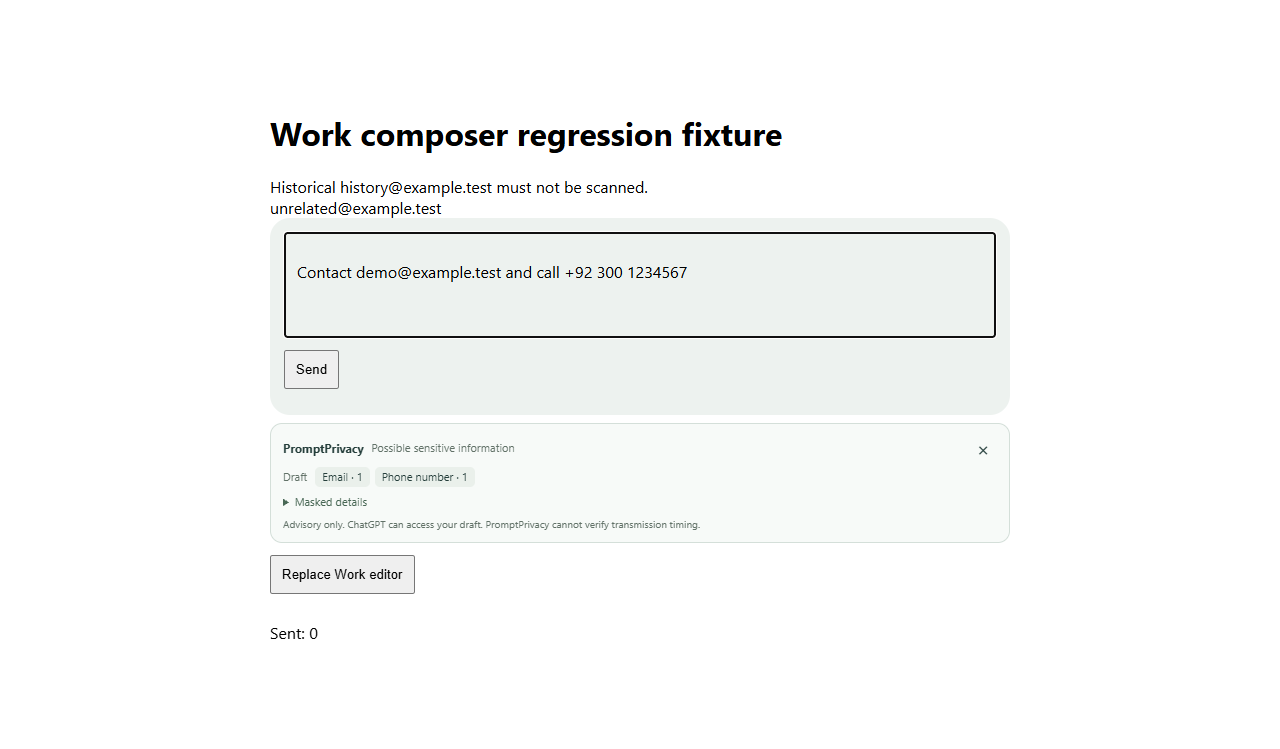 Work composer regression fixture
Historical history@example.test must not be scanned.
unrelated@example.test
Contact demo@example.test and call +92 300 1234567
Send
PromptPrivacy Possible sensitive information ✕
Draft Email · 1 Phone number · 1
▶ Masked details
Advisory only. ChatGPT can access your draft. PromptPrivacy cannot verify transmission timing.
Replace Work editor
Sent: 0